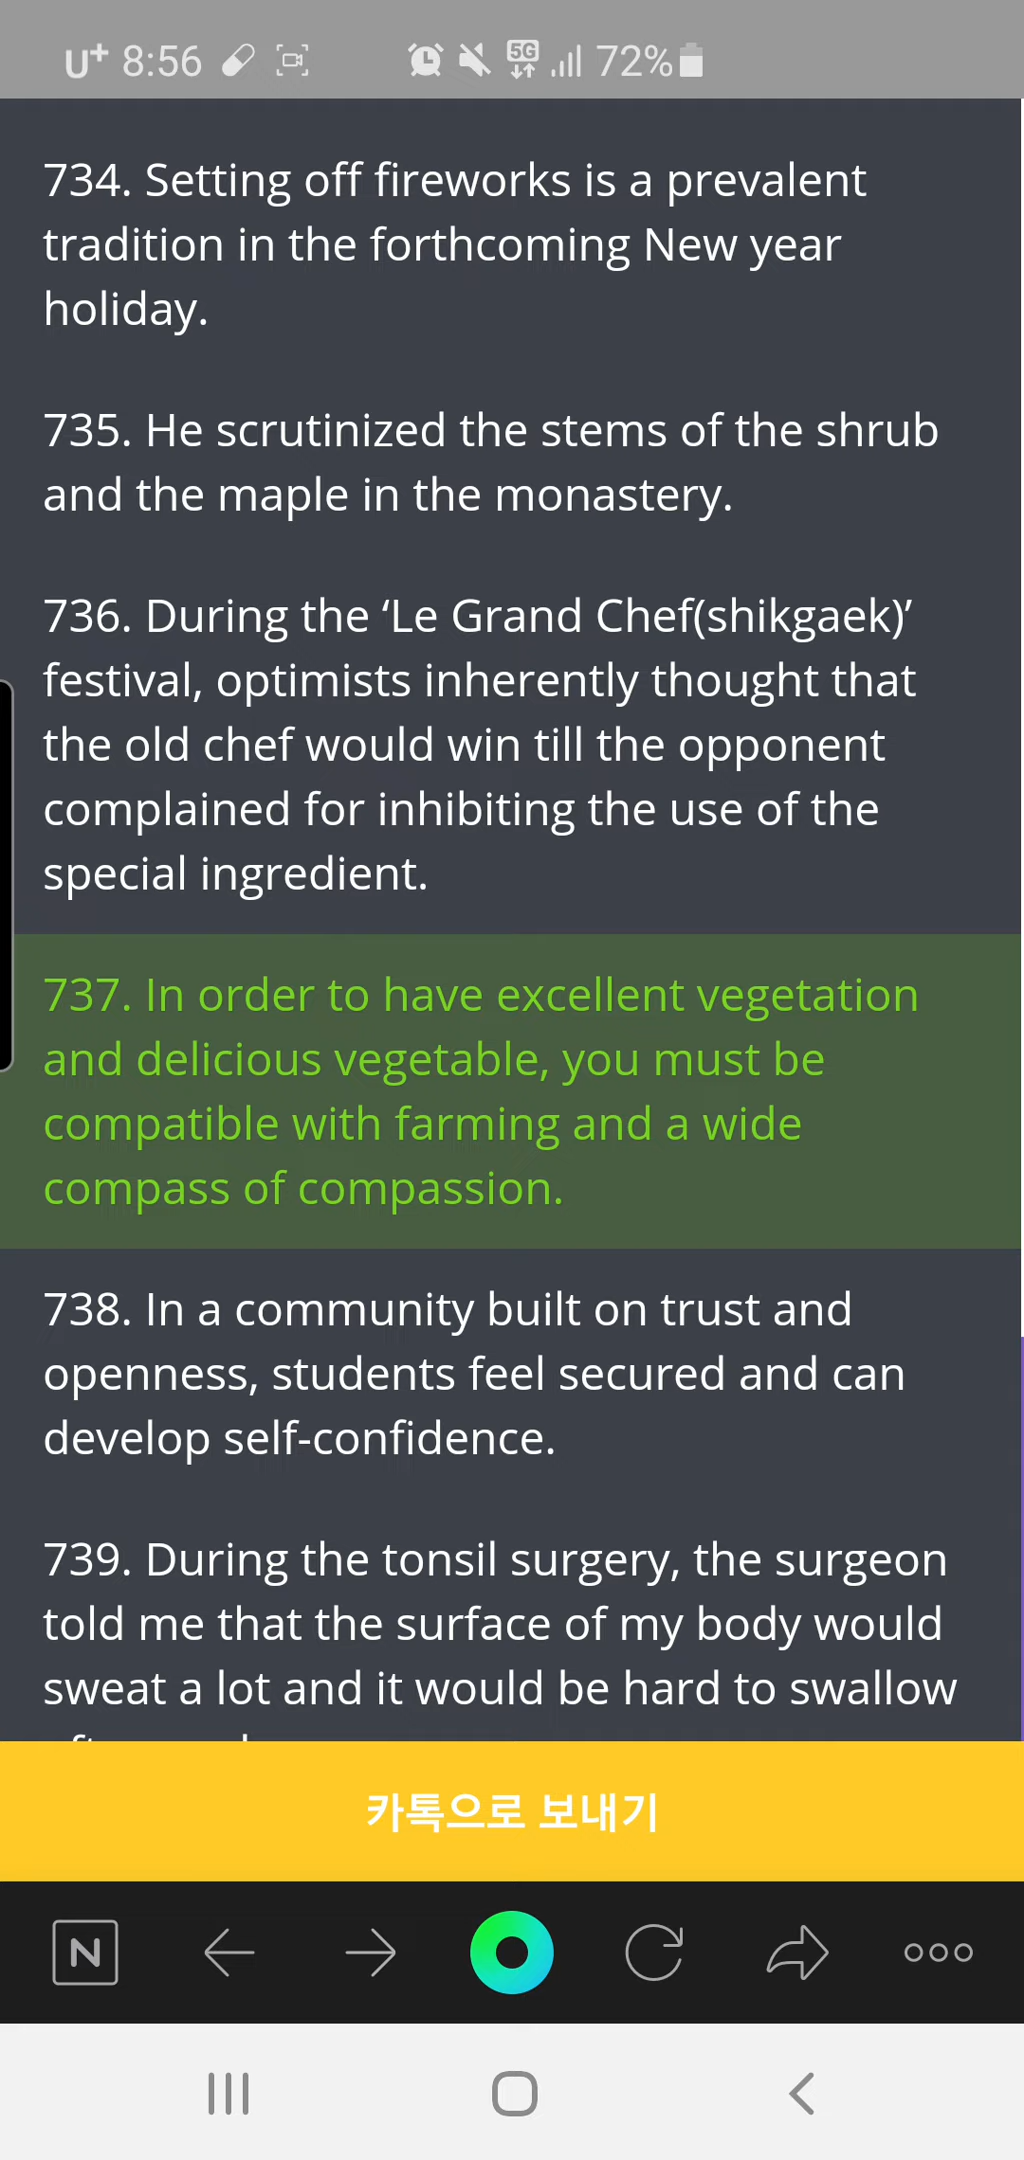 U+ 8:56 5G 72%
734. Setting off fireworks is a prevalent
tradition in the forthcoming New year
holiday.
735. He scrutinized the stems of the shrub
and the maple in the monastery.
736. During the ‘Le Grand Chef(shikgaek)’
festival, optimists inherently thought that
the old chef would win till the opponent
complained for inhibiting the use of the
special ingredient.
737. In order to have excellent vegetation
and delicious vegetable, you must be
compatible with farming and a wide
compass of compassion.
738. In a community built on trust and
openness, students feel secured and can
develop self-confidence.
739. During the tonsil surgery, the surgeon
told me that the surface of my body would
sweat a lot and it would be hard to swallow
카톡으로 보내기
N